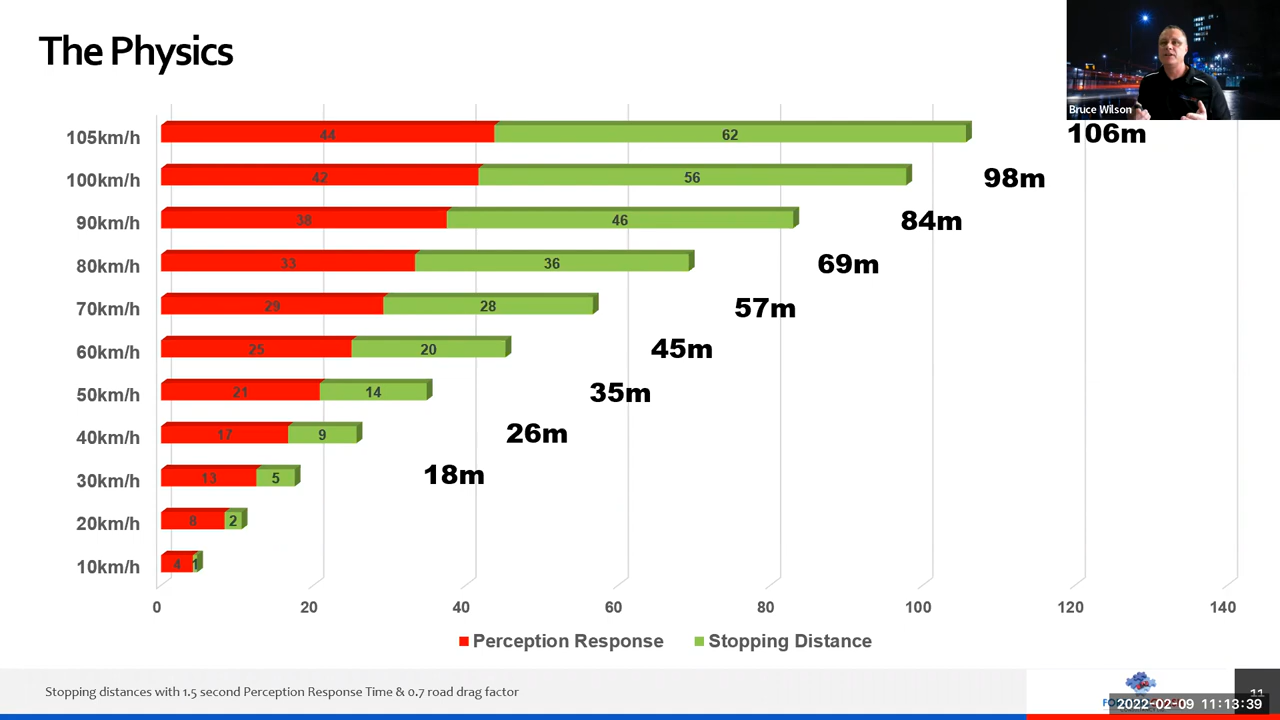 The Physics
Bruce Wilson
105km/h 44 62 106m
100km/h 42 56 98m
90km/h 38 46 84m
80km/h 33 36 69m
70km/h 29 28 57m
60km/h 25 20 45m
50km/h 21 14 35m
40km/h 17 9 26m
30km/h 13 5 18m
20km/h 8 2
10km/h 4 1
0 20 40 60 80 100 120 140
Perception Response Stopping Distance
Stopping distances with 1.5 second Perception Response Time & 0.7 road drag factor
11
2022-02-09 11:13:39